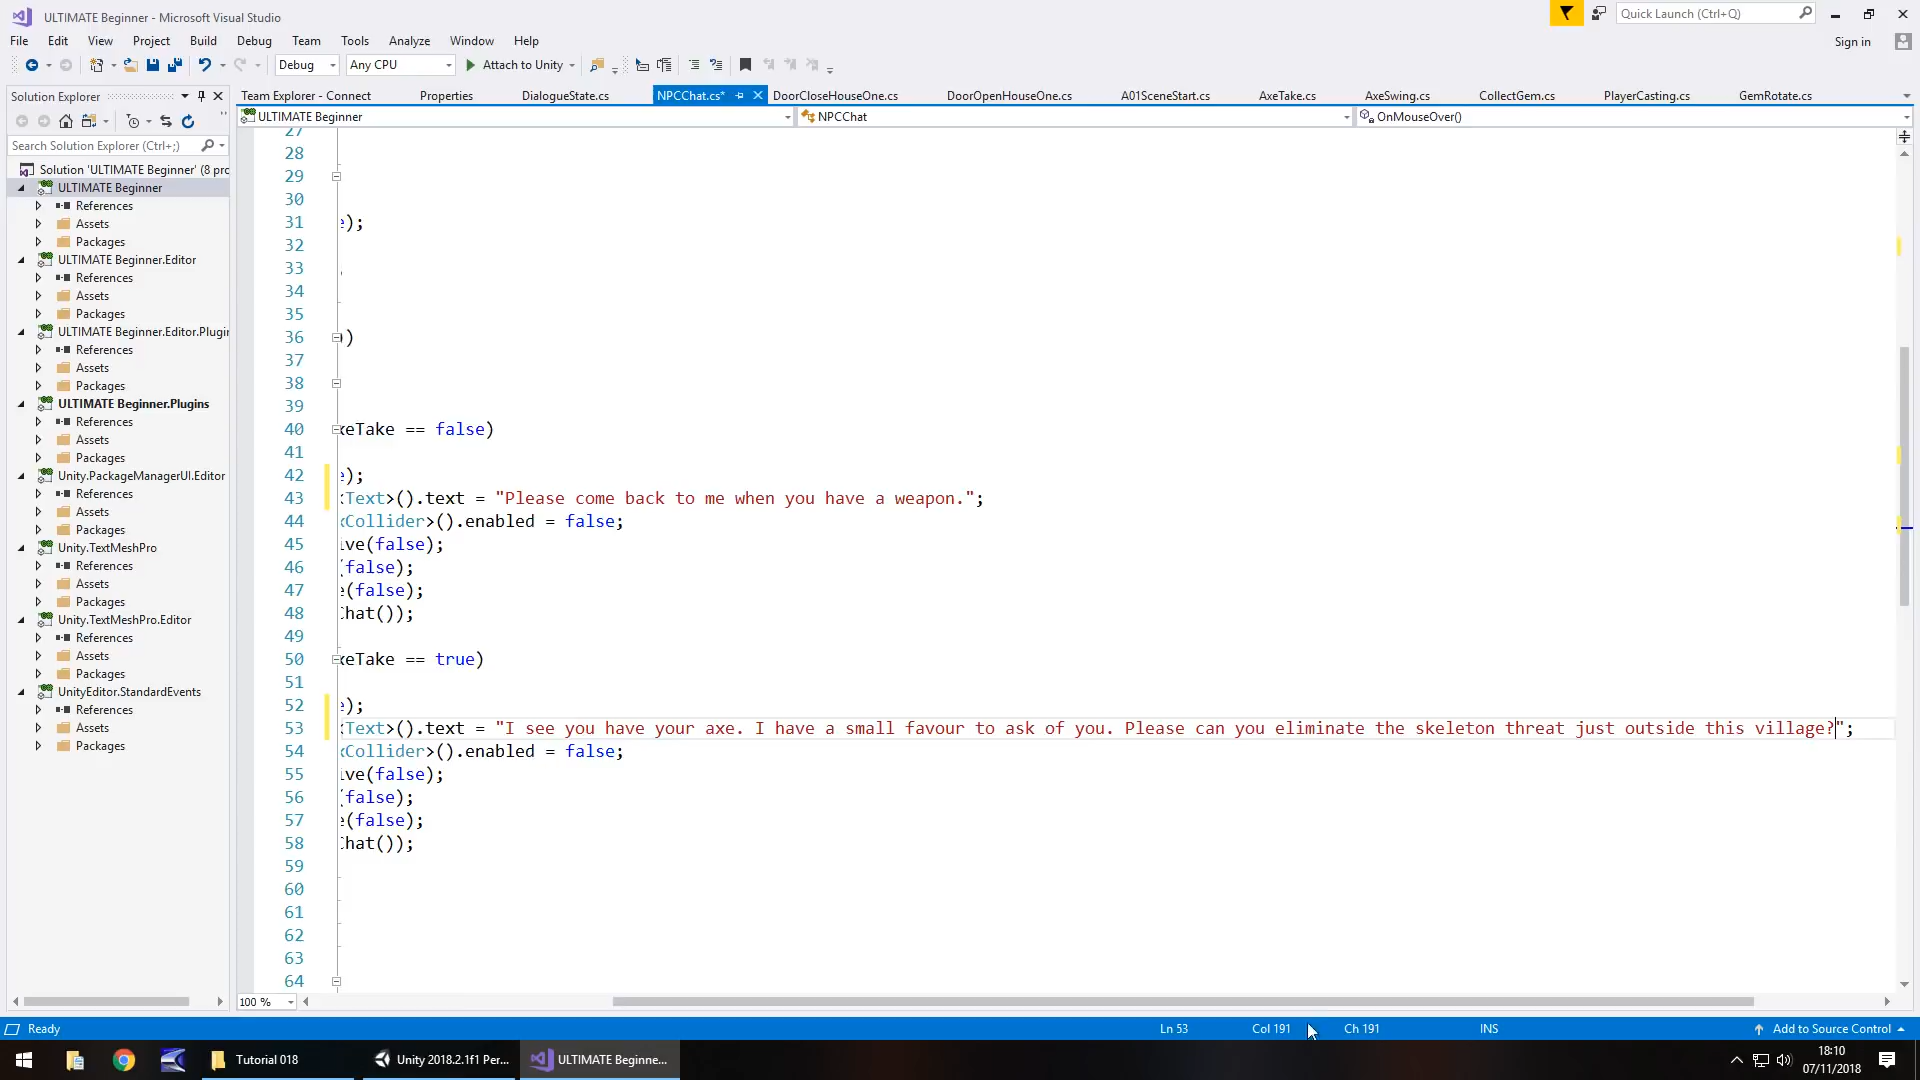 ULTIMATE Beginner - Microsoft Visual Studio
Quick Launch (Ctrl+Q)
File Edit View Project Build Debug Team Tools Analyze Window Help
Sign in
Debug Any CPU Attach to Unity
Solution Explorer
Team Explorer - Connect Properties DialogueState.cs NPCChat.cs* DoorCloseHouseOne.cs DoorOpenHouseOne.cs A01SceneStart.cs AxeTake.cs AxeSwing.cs CollectGem.cs PlayerCasting.cs GemRotate.cs
ULTIMATE Beginner NPCChat OnMouseOver()
Search Solution Explorer (Ctrl+;)
Solution 'ULTIMATE Beginner' (8 pro
ULTIMATE Beginner
References
Assets
Packages
ULTIMATE Beginner.Editor
References
Assets
Packages
ULTIMATE Beginner.Editor.Plugin
References
Assets
Packages
ULTIMATE Beginner.Plugins
References
Assets
Packages
Unity.PackageManagerUI.Editor
References
Assets
Packages
Unity.TextMeshPro
References
Assets
Packages
Unity.TextMeshPro.Editor
References
Assets
Packages
UnityEditor.StandardEvents
References
Assets
Packages
27
28
29
30
31 e);
32
33 ,
34
35
36 )
37
38
39
40 xeTake == false)
41
42 e);
43 <Text>().text = "Please come back to me when you have a weapon.";
44 xCollider>().enabled = false;
45 ive(false);
46 (false);
47 e(false);
48 Chat());
49
50 xeTake == true)
51
52 e);
53 <Text>().text = "I see you have your axe. I have a small favour to ask of you. Please can you eliminate the skeleton threat just outside this village?";
54 xCollider>().enabled = false;
55 ive(false);
56 (false);
57 e(false);
58 Chat());
59
60
61
62
63
64
100 %
Ready Ln 53 Col 191 Ch 191 INS Add to Source Control
Tutorial 018 Unity 2018.2.1f1 Per... ULTIMATE Beginne...
18:10
07/11/2018